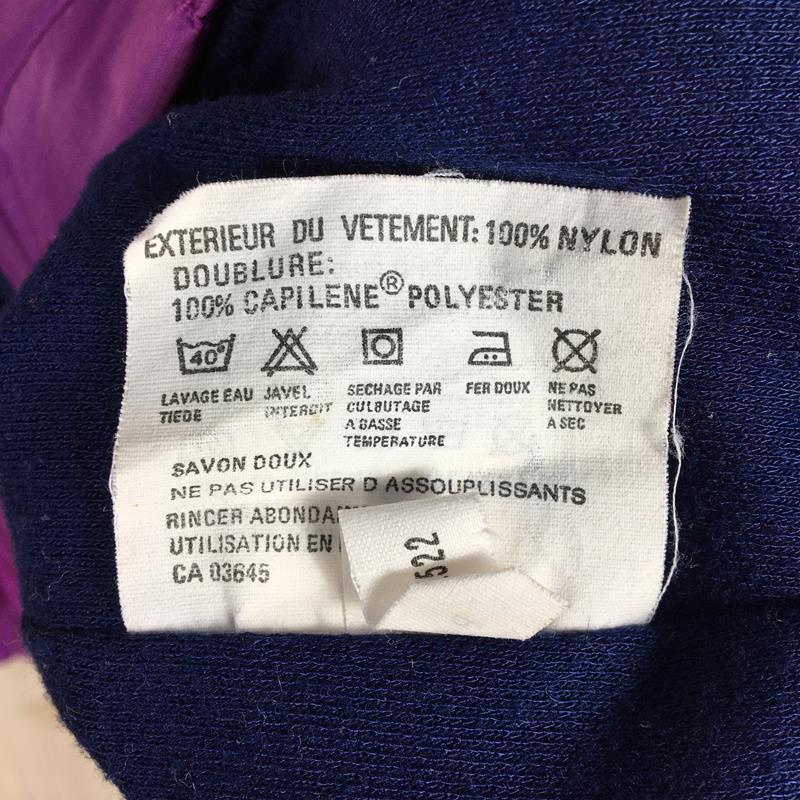 EXTERIEUR DU VETEMENT: 100% NYLON
DOUBLURE:
100% CAPILENE® POLYESTER
40°
LAVAGE EAU TIEDE
JAVEL INTERDIT
SECHAGE PAR CULBUTAGE A BASSE TEMPERATURE
FER DOUX
NE PAS NETTOYER A SEC
SAVON DOUX
NE PAS UTILISER D ASSOUPLISSANTS
RINCER
UTILISATION EN
CA 03645
522